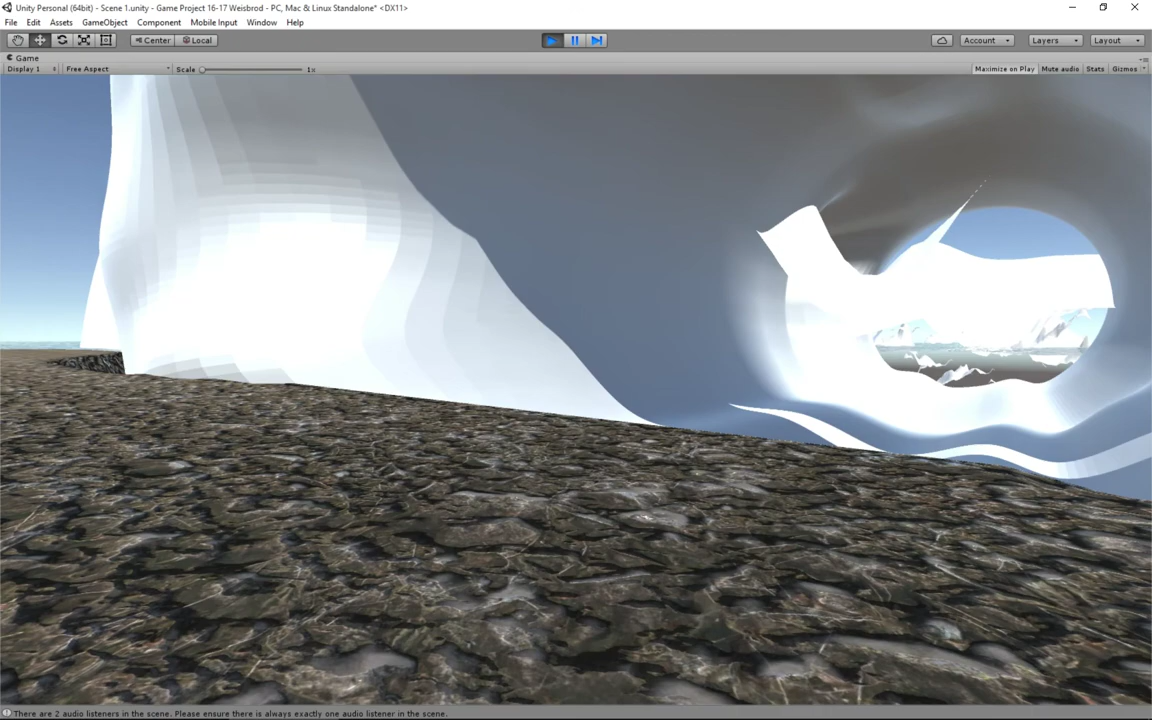 Unity Personal (64bit) - Scene 1.unity - Game Project 16-17 Weisbrod - PC, Mac & Linux Standalone* <DX11>
File Edit Assets GameObject Component Mobile Input Window Help
Center Local Account Layers Layout
Game
Display 1 Free Aspect Scale 1x Maximize on Play Mute audio Stats Gizmos
There are 2 audio listeners in the scene. Please ensure there is always exactly one audio listener in the scene.